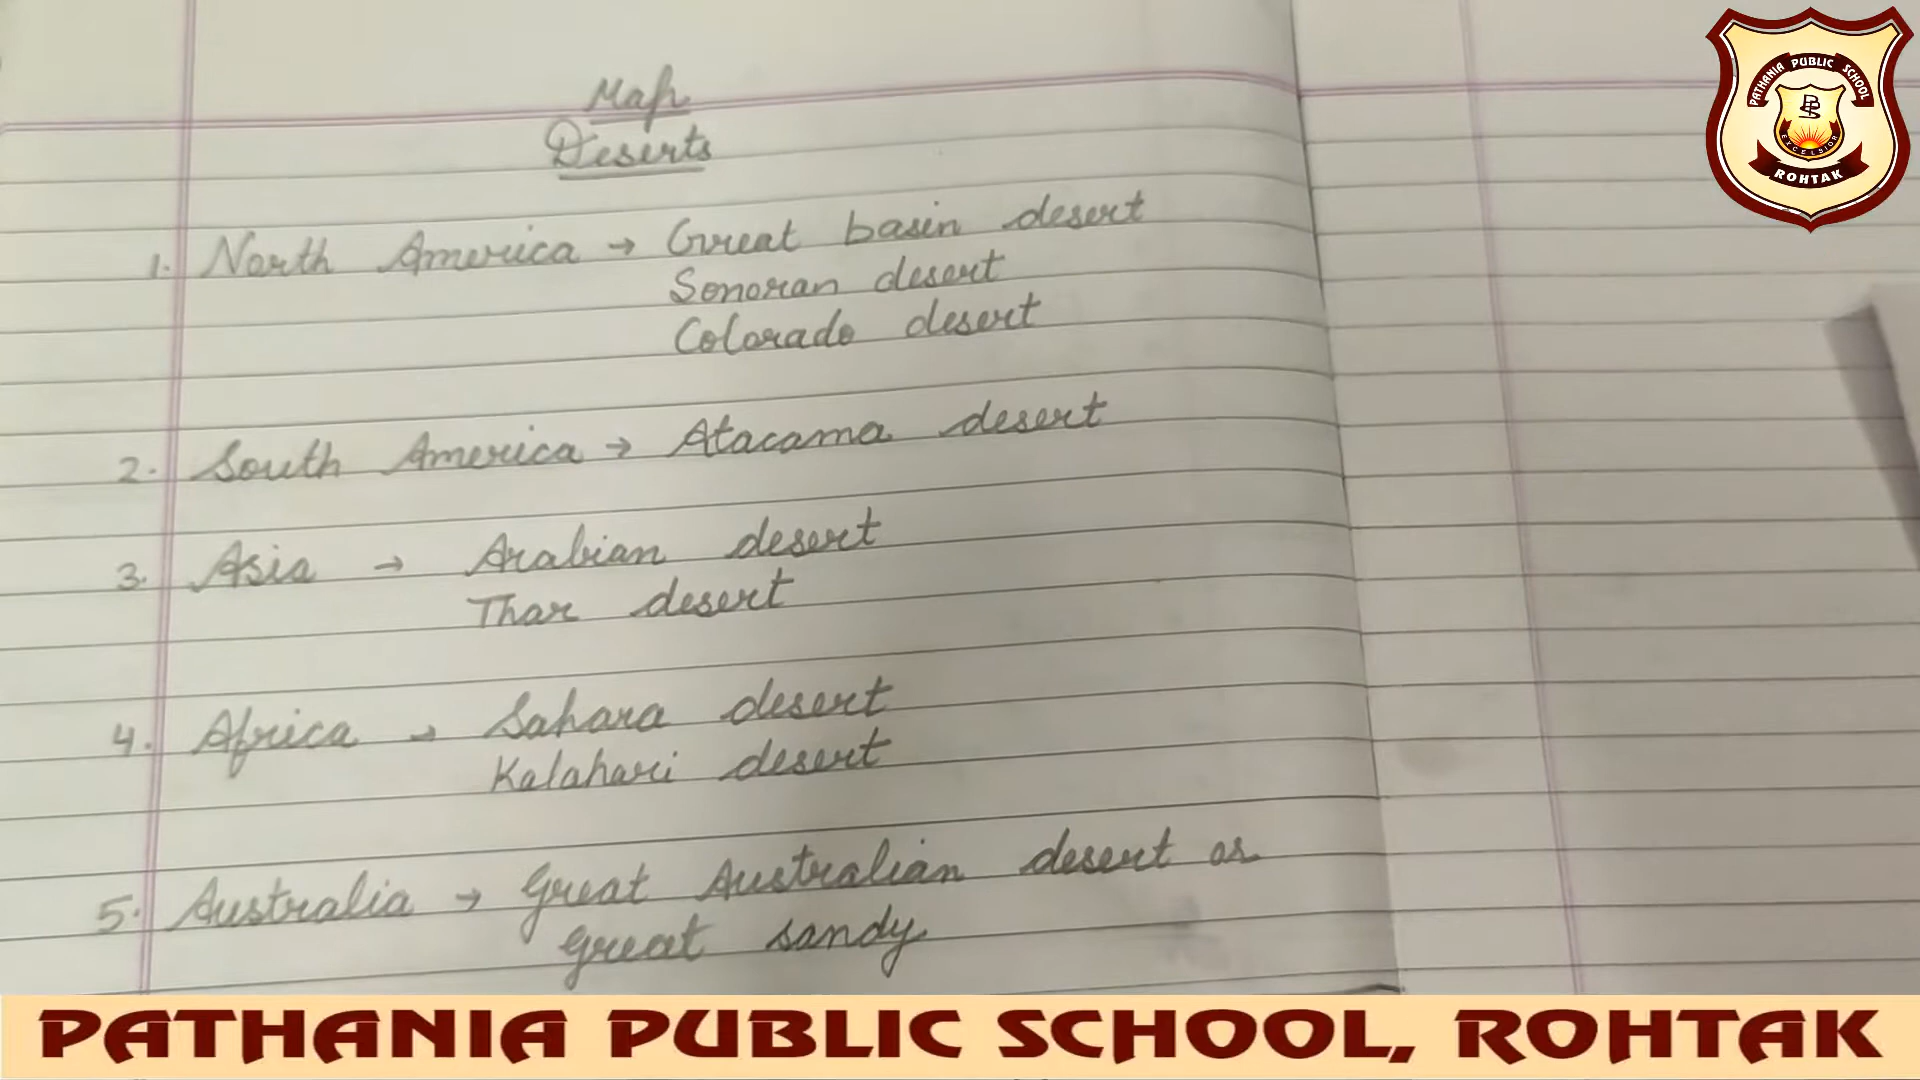 Map
Deserts
1. North America → Great basin desert
Sonoran desert
Colorado desert
2. South America → Atacama desert
3. Asia → Arabian desert
Thar desert
4. Africa → Sahara desert
Kalahari desert
5. Australia → Great Australian desert or
Great sandy
PATHANIA PUBLIC SCHOOL
EXCELSIOR
ROHTAK
PATHANIA PUBLIC SCHOOL, ROHTAK